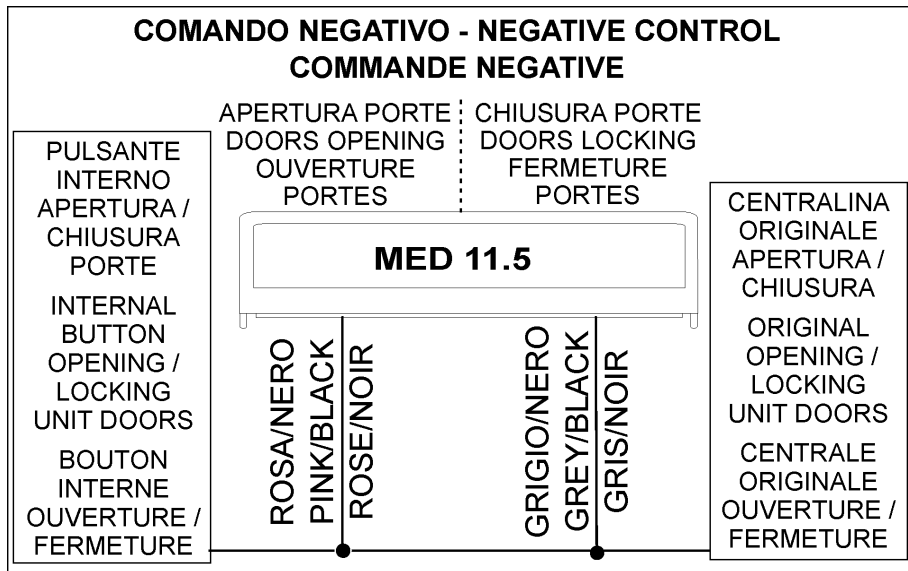 COMANDO NEGATIVO - NEGATIVE CONTROL
COMMANDE NEGATIVE
APERTURA PORTE
DOORS OPENING
OUVERTURE
PORTES
CHIUSURA PORTE
DOORS LOCKING
FERMETURE
PORTES
PULSANTE
INTERNO
APERTURA /
CHIUSURA
PORTE
INTERNAL
BUTTON
OPENING /
LOCKING
UNIT DOORS
BOUTON
INTERNE
OUVERTURE /
FERMETURE
MED 11.5
ROSA/NERO
PINK/BLACK
ROSE/NOIR
GRIGIO/NERO
GREY/BLACK
GRIS/NOIR
CENTRALINA
ORIGINALE
APERTURA /
CHIUSURA
ORIGINAL
OPENING /
LOCKING
UNIT DOORS
CENTRALE
ORIGINALE
OUVERTURE /
FERMETURE